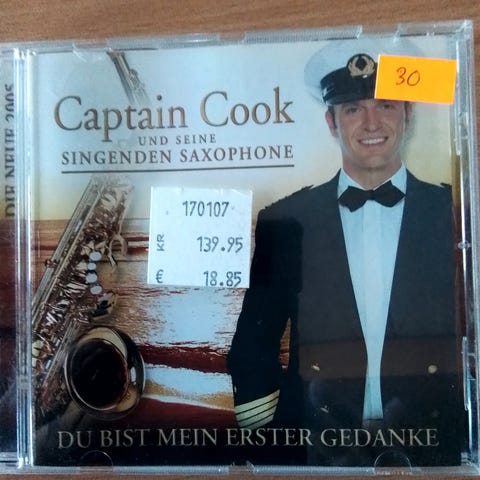 DIE NEUE 2005
30
Captain Cook
UND SEINE
SINGENDEN SAXOPHONE
170107
KR 139.95
€ 18.85
DU BIST MEIN ERSTER GEDANKE